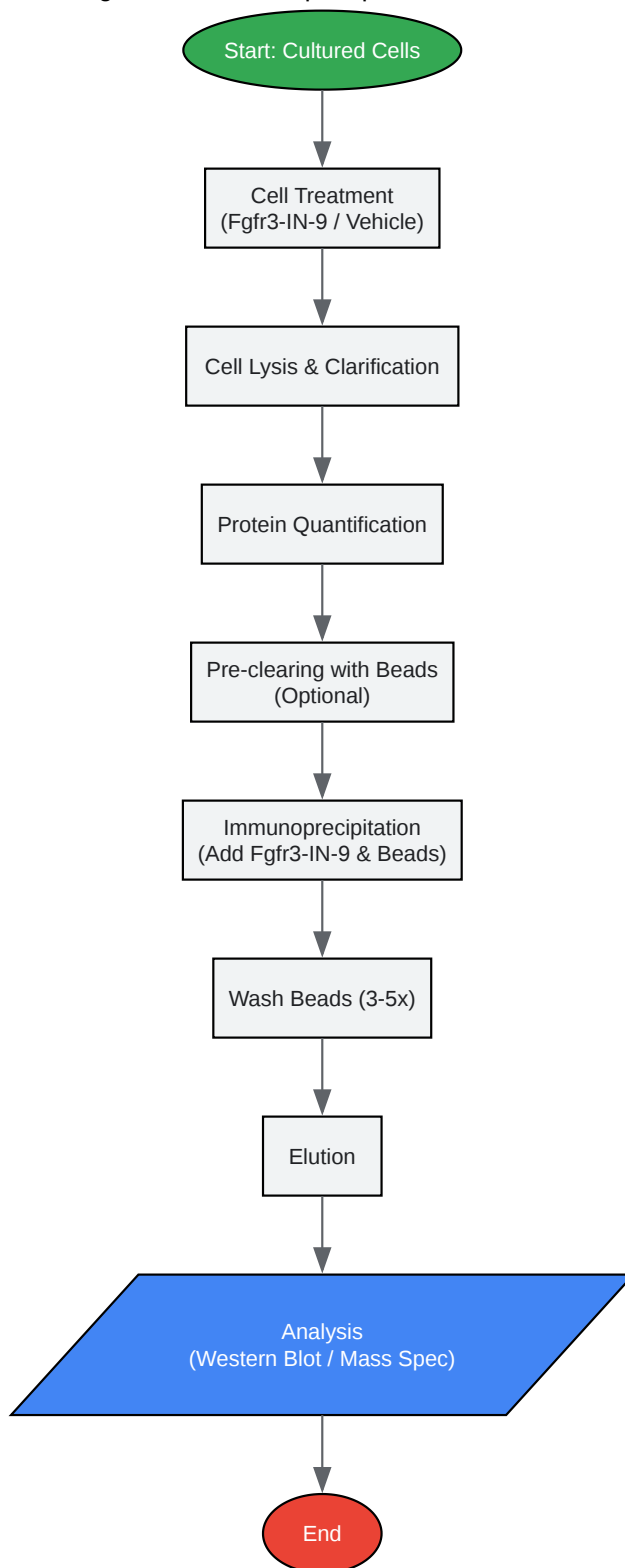 Start: Cultured Cells
Cell Treatment
(Fgfr3-IN-9 / Vehicle)
Cell Lysis & Clarification
Protein Quantification
Pre-clearing with Beads
(Optional)
Immunoprecipitation
(Add Fgfr3-IN-9 & Beads)
Wash Beads (3-5x)
Elution
Analysis
(Western Blot / Mass Spec)
End